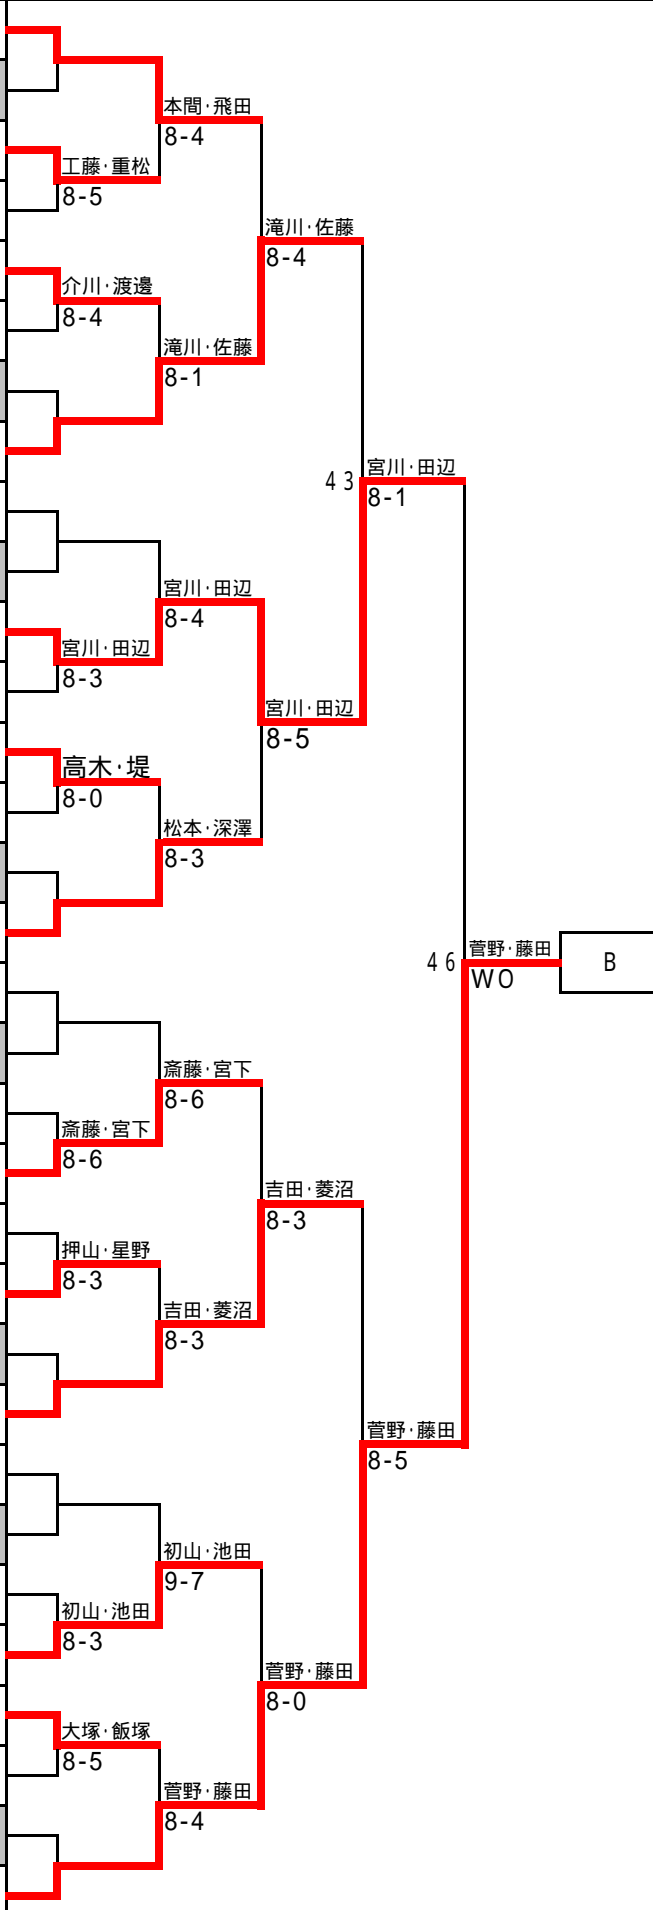 本間・飛田
8-4
工藤・重松
8-5
滝川・佐藤
8-4
介川・渡邊
8-4
滝川・佐藤
8-1
宮川・田辺
43
8-1
宮川・田辺
8-4
宮川・田辺
8-3
宮川・田辺
8-5
高木・堤
8-0
松本・深澤
8-3
菅野・藤田
46
WO
B
斎藤・宮下
8-6
斎藤・宮下
8-6
吉田・菱沼
8-3
押山・星野
8-3
吉田・菱沼
8-3
菅野・藤田
8-5
初山・池田
9-7
初山・池田
8-3
菅野・藤田
8-0
大塚・飯塚
8-5
菅野・藤田
8-4